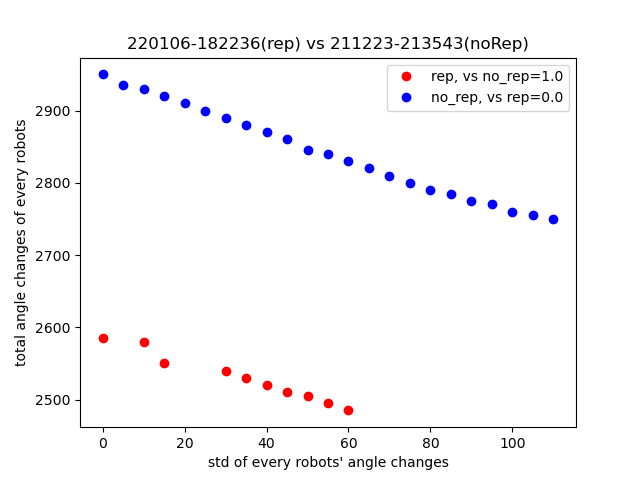 220106-182236(rep) vs 211223-213543(noRep)
rep, vs no_rep=1.0
no_rep, vs rep=0.0
total angle changes of every robots
2900
2800
2700
2600
2500
0 20 40 60 80 100
std of every robots' angle changes